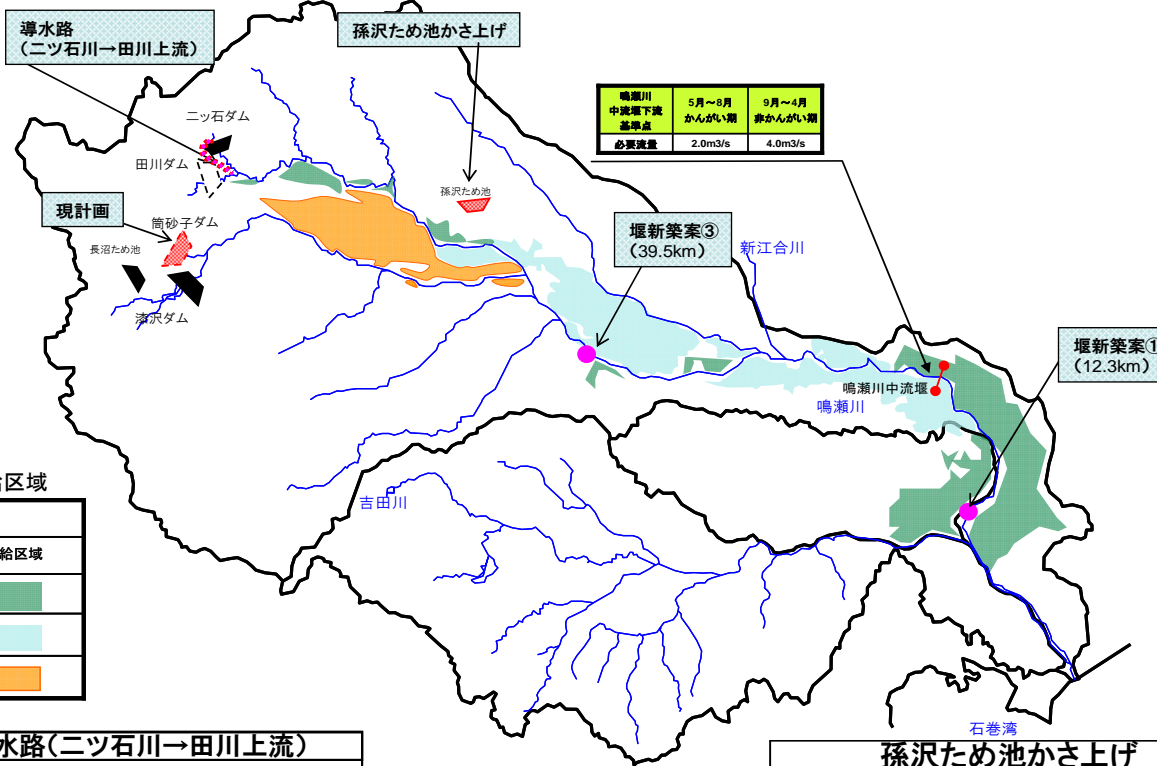 導水路
(二ツ石川→田川上流)
孫沢ため池かさ上げ
鳴瀬川
中流堰下流
基準点
5月～8月
かんがい期
9月～4月
非かんがい期
必要流量
2.0m3/s
4.0m3/s
二ッ石ダム
田川ダム
現計画
筒砂子ダム
長沼ため池
漆沢ダム
孫沢ため池
堰新築案③
(39.5km)
新江合川
堰新築案①
(12.3km)
鳴瀬川中流堰
鳴瀬川
吉田川
給区域
給区域
石巻湾
水路(二ツ石川→田川上流)
孫沢ため池かさ上げ